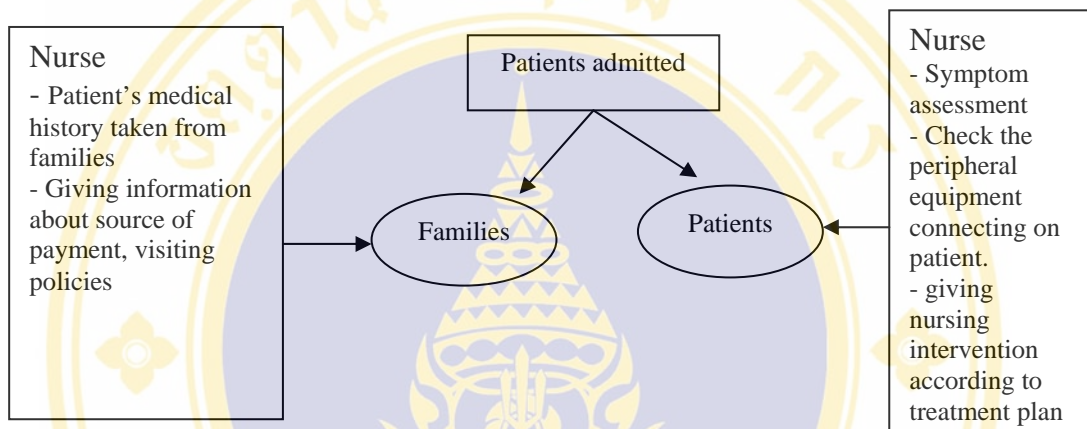 Nurse
- Patient’s medical
history taken from
families
- Giving information
about source of
payment, visiting
policies
Patients admitted
Families
Patients
Nurse
- Symptom
assessment
- Check the
peripheral
equipment
connecting on
patient.
- giving
nursing
intervention
according to
treatment plan